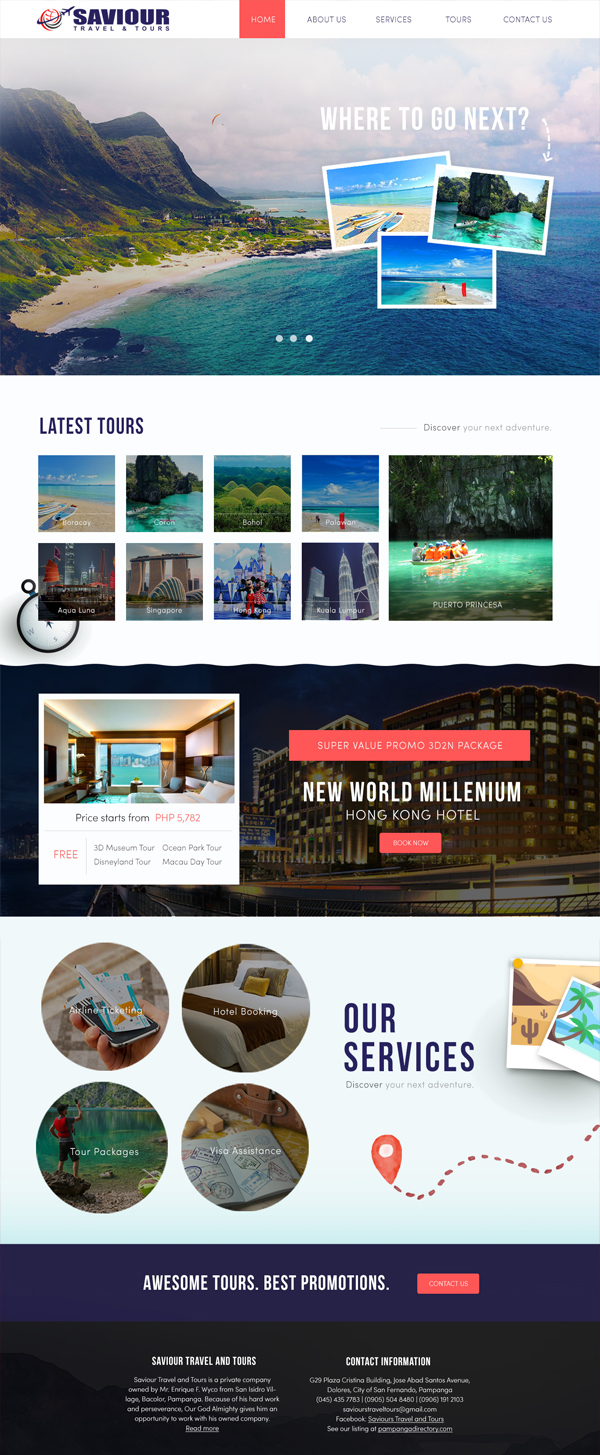 SAVIOUR
TRAVEL & TOURS
HOME
ABOUT US
SERVICES
TOURS
CONTACT US
WHERE TO GO NEXT?
LATEST TOURS
Discover your next adventure.
Boracay
Coron
Bohol
Palawan
Aqua Luna
Singapore
Hong Kong
Kuala Lumpur
PUERTO PRINCESA
SUPER VALUE PROMO 3D2N PACKAGE
NEW WORLD MILLENIUM
HONG KONG HOTEL
BOOK NOW
Price starts from PHP 5,782
FREE
3D Museum Tour Ocean Park Tour
Disneyland Tour Macau Day Tour
Airline Ticketing
Hotel Booking
Tour Packages
Visa Assistance
OUR
SERVICES
Discover your next adventure.
AWESOME TOURS. BEST PROMOTIONS.
CONTACT US
SAVIOUR TRAVEL AND TOURS
Saviour Travel and Tours is a private company
owned by Mr. Enrique F. Wyco from San Isidro Vil-
lage, Bacolor, Pampanga. Because of his hard work
and perseverance, Our God Almighty gives him an
opportunity to work with his owned company.
Read more
CONTACT INFORMATION
G29 Plaza Cristina Building, Jose Abad Santos Avenue,
Dolores, City of San Fernando, Pampanga
(045) 435 7783 | (0905) 504 8480 | (0906) 191 2103
saviourstraveltours@gmail.com
Facebook: Saviours Travel and Tours
See our listing at pampangadirectory.com